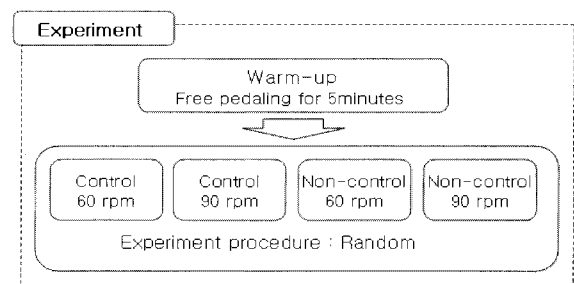 Experiment
Warm-up
Free pedaling for 5minutes
Control Control Non-control Non-control
60 rpm 90 rpm 60 rpm 90 rpm
Experiment procedure : Random